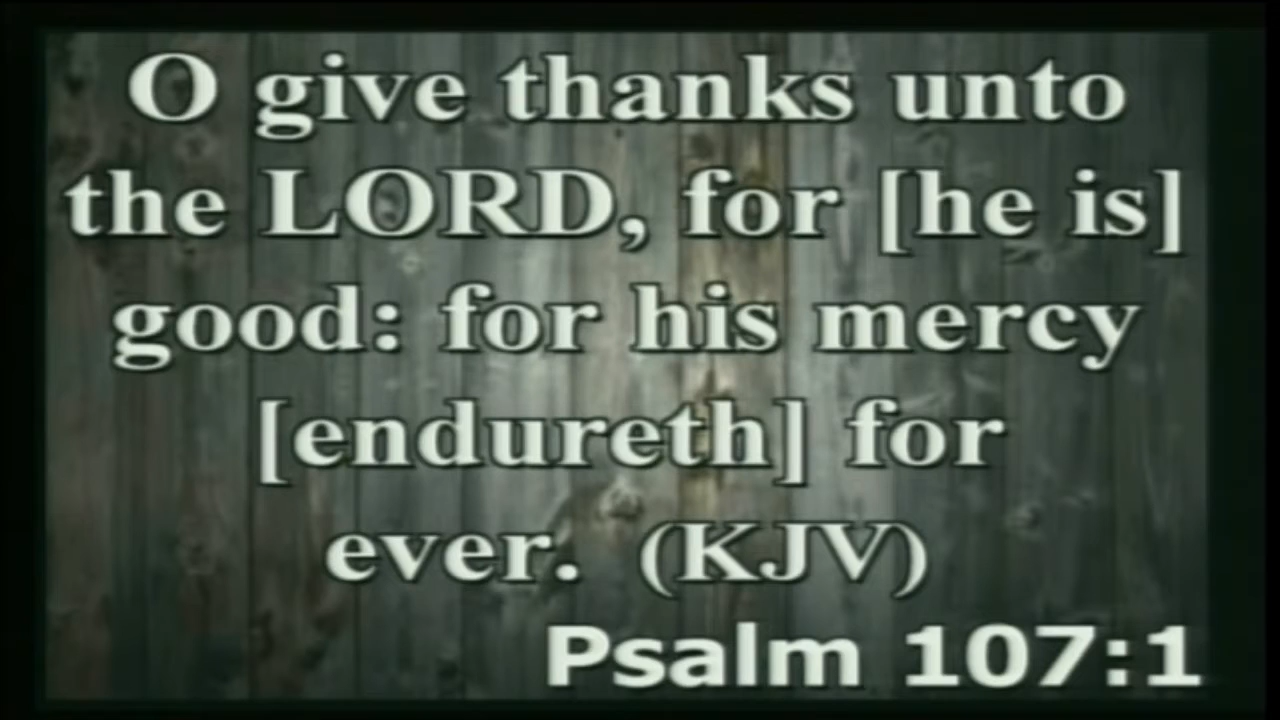 O give thanks unto
the LORD, for [he is]
good: for his mercy
[endureth] for
ever. (KJV)
Psalm 107:1